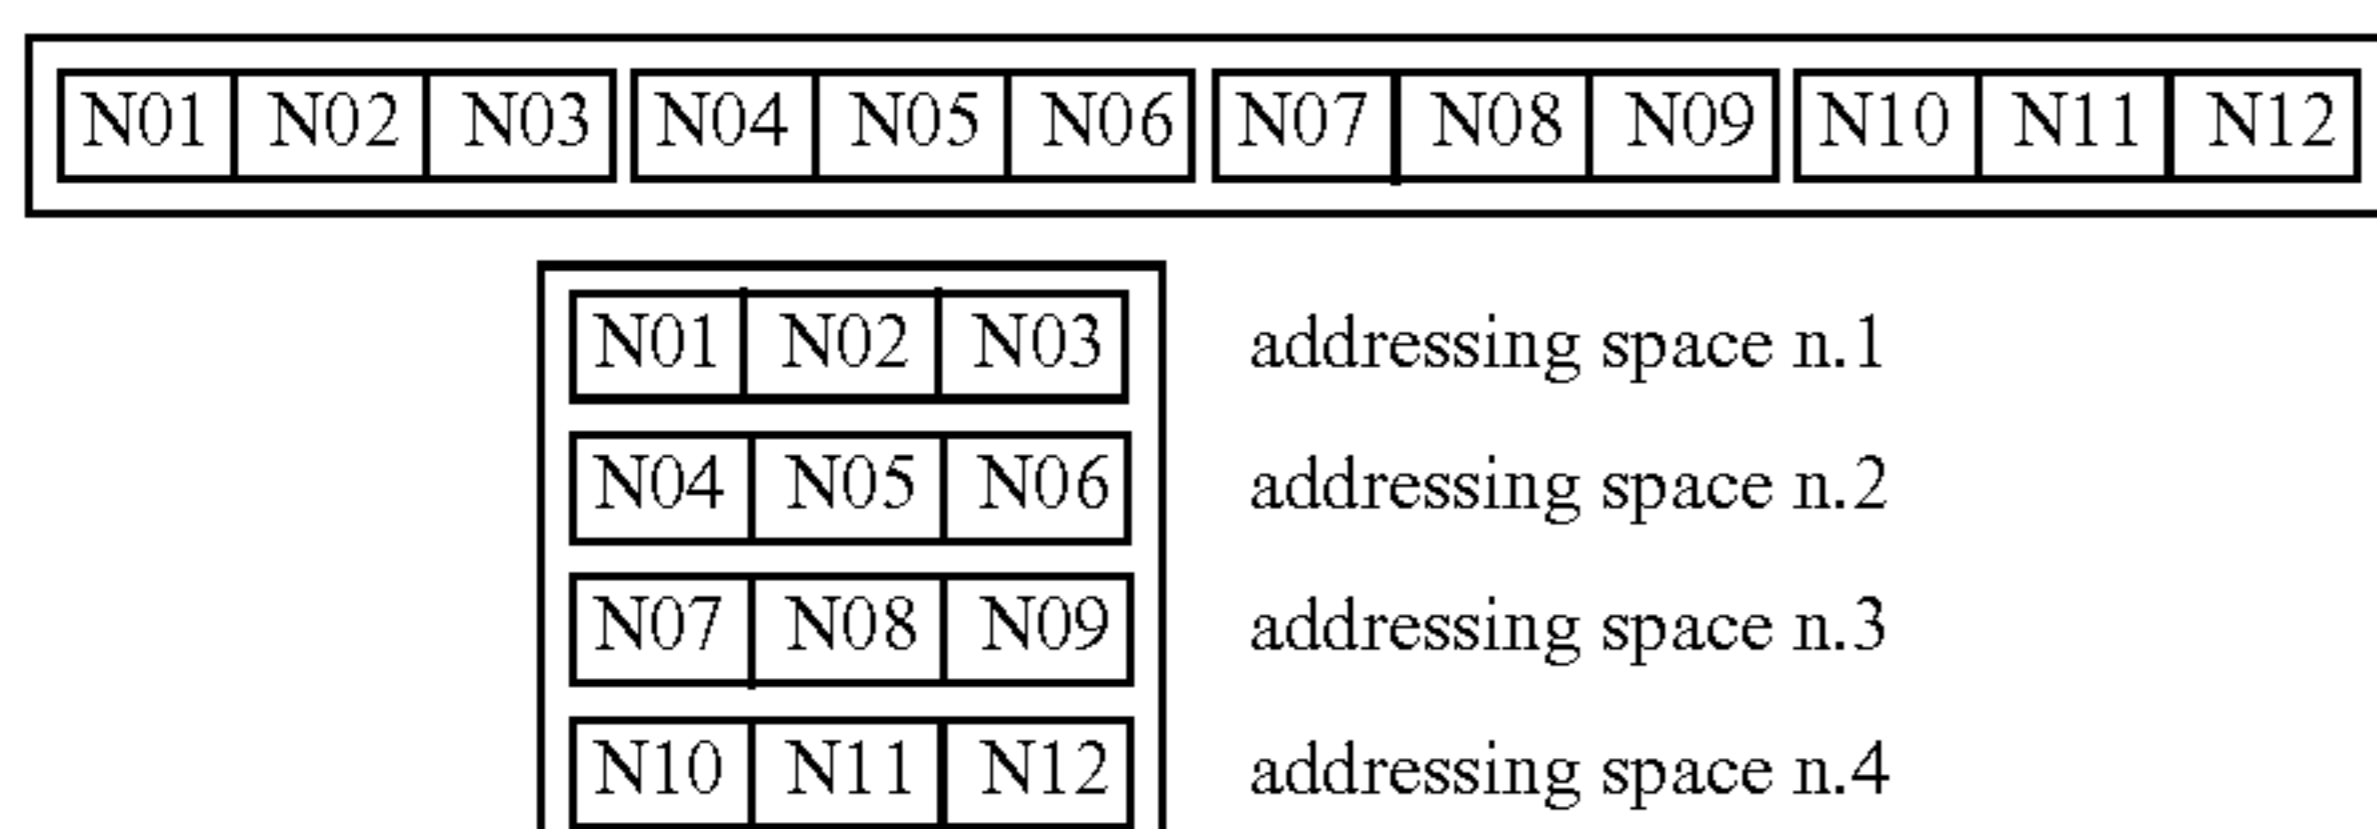 N01 N02 N03 N04 N05 N06 N07 N08 N09 N10 N11 N12
N01 N02 N03 addressing space n.1
N04 N05 N06 addressing space n.2
N07 N08 N09 addressing space n.3
N10 N11 N12 addressing space n.4